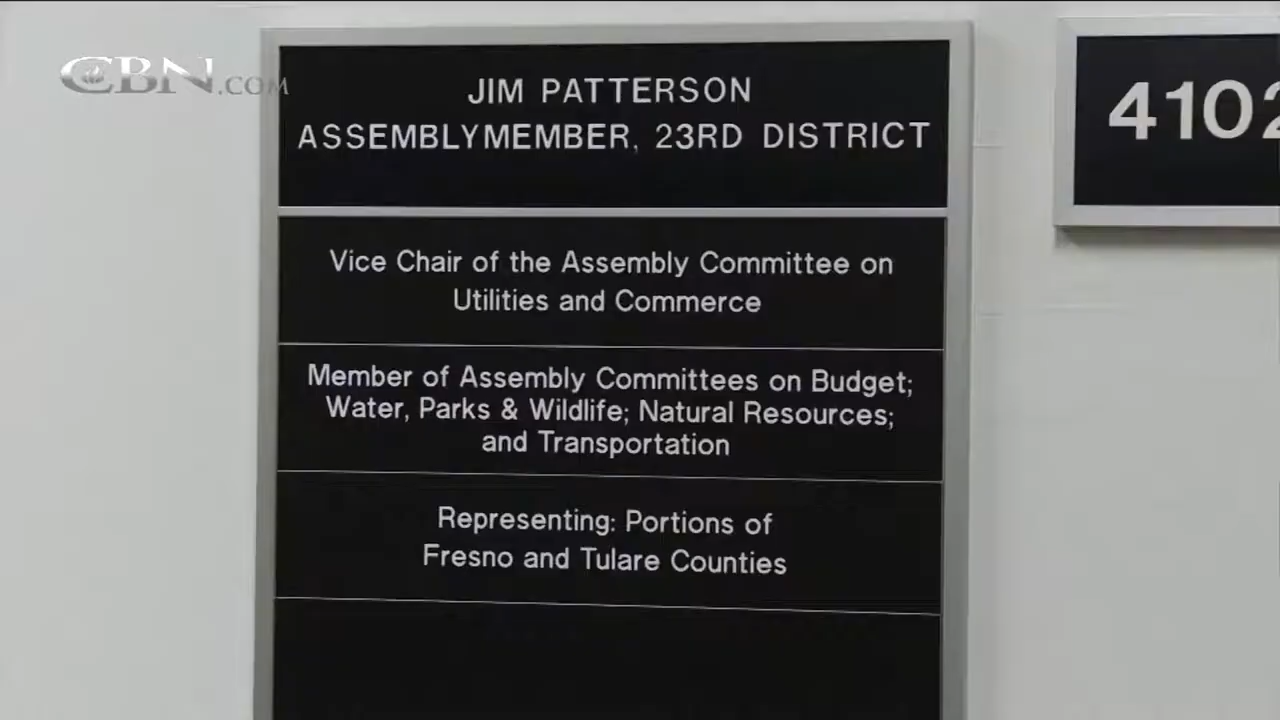 CBN.COM
JIM PATTERSON
ASSEMBLYMEMBER, 23RD DISTRICT
4102
Vice Chair of the Assembly Committee on
Utilities and Commerce
Member of Assembly Committees on Budget;
Water, Parks & Wildlife; Natural Resources;
and Transportation
Representing: Portions of
Fresno and Tulare Counties